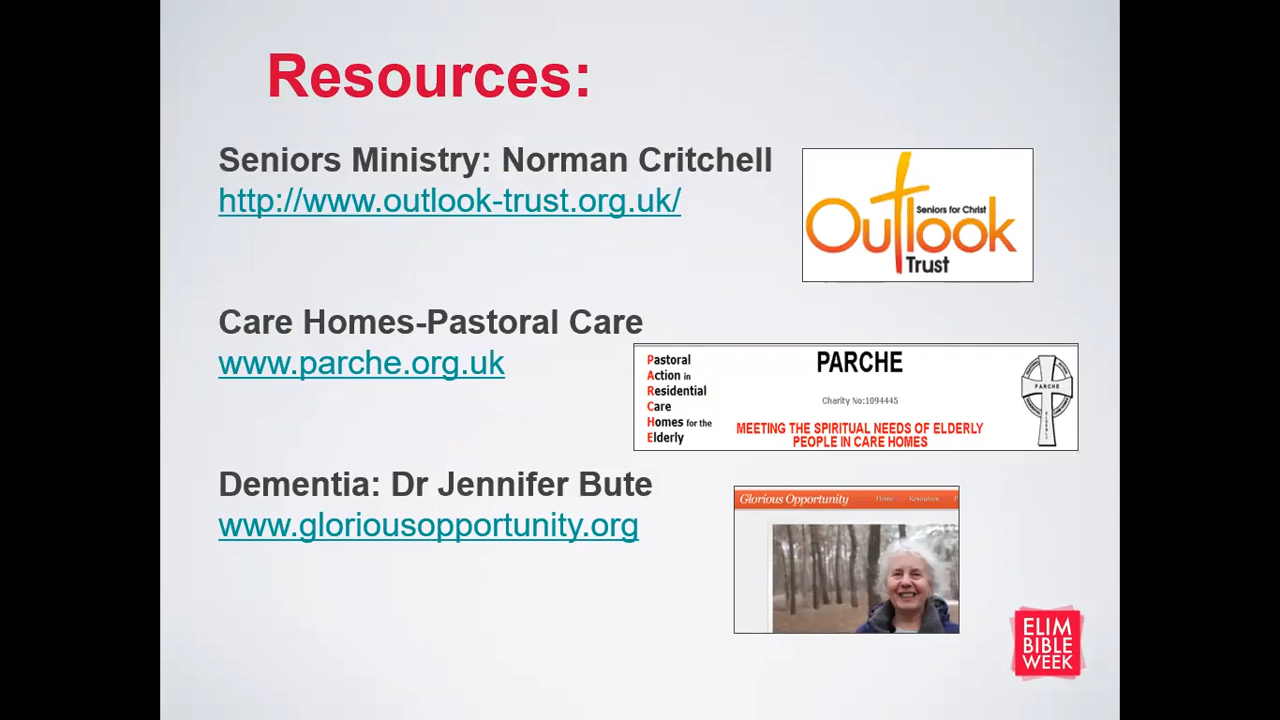 Resources:
Seniors Ministry: Norman Critchell
http://www.outlook-trust.org.uk/
Seniors for Christ
Outlook
Trust
Care Homes-Pastoral Care
www.parche.org.uk
Pastoral
Action in
Residential
Care
Homes for the
Elderly
PARCHE
Charity No:1094445
MEETING THE SPIRITUAL NEEDS OF ELDERLY
PEOPLE IN CARE HOMES
PARCHE
ELDERLY
Dementia: Dr Jennifer Bute
www.gloriousopportunity.org
Glorious Opportunity Home Resources P
ELIM
BIBLE
WEEK